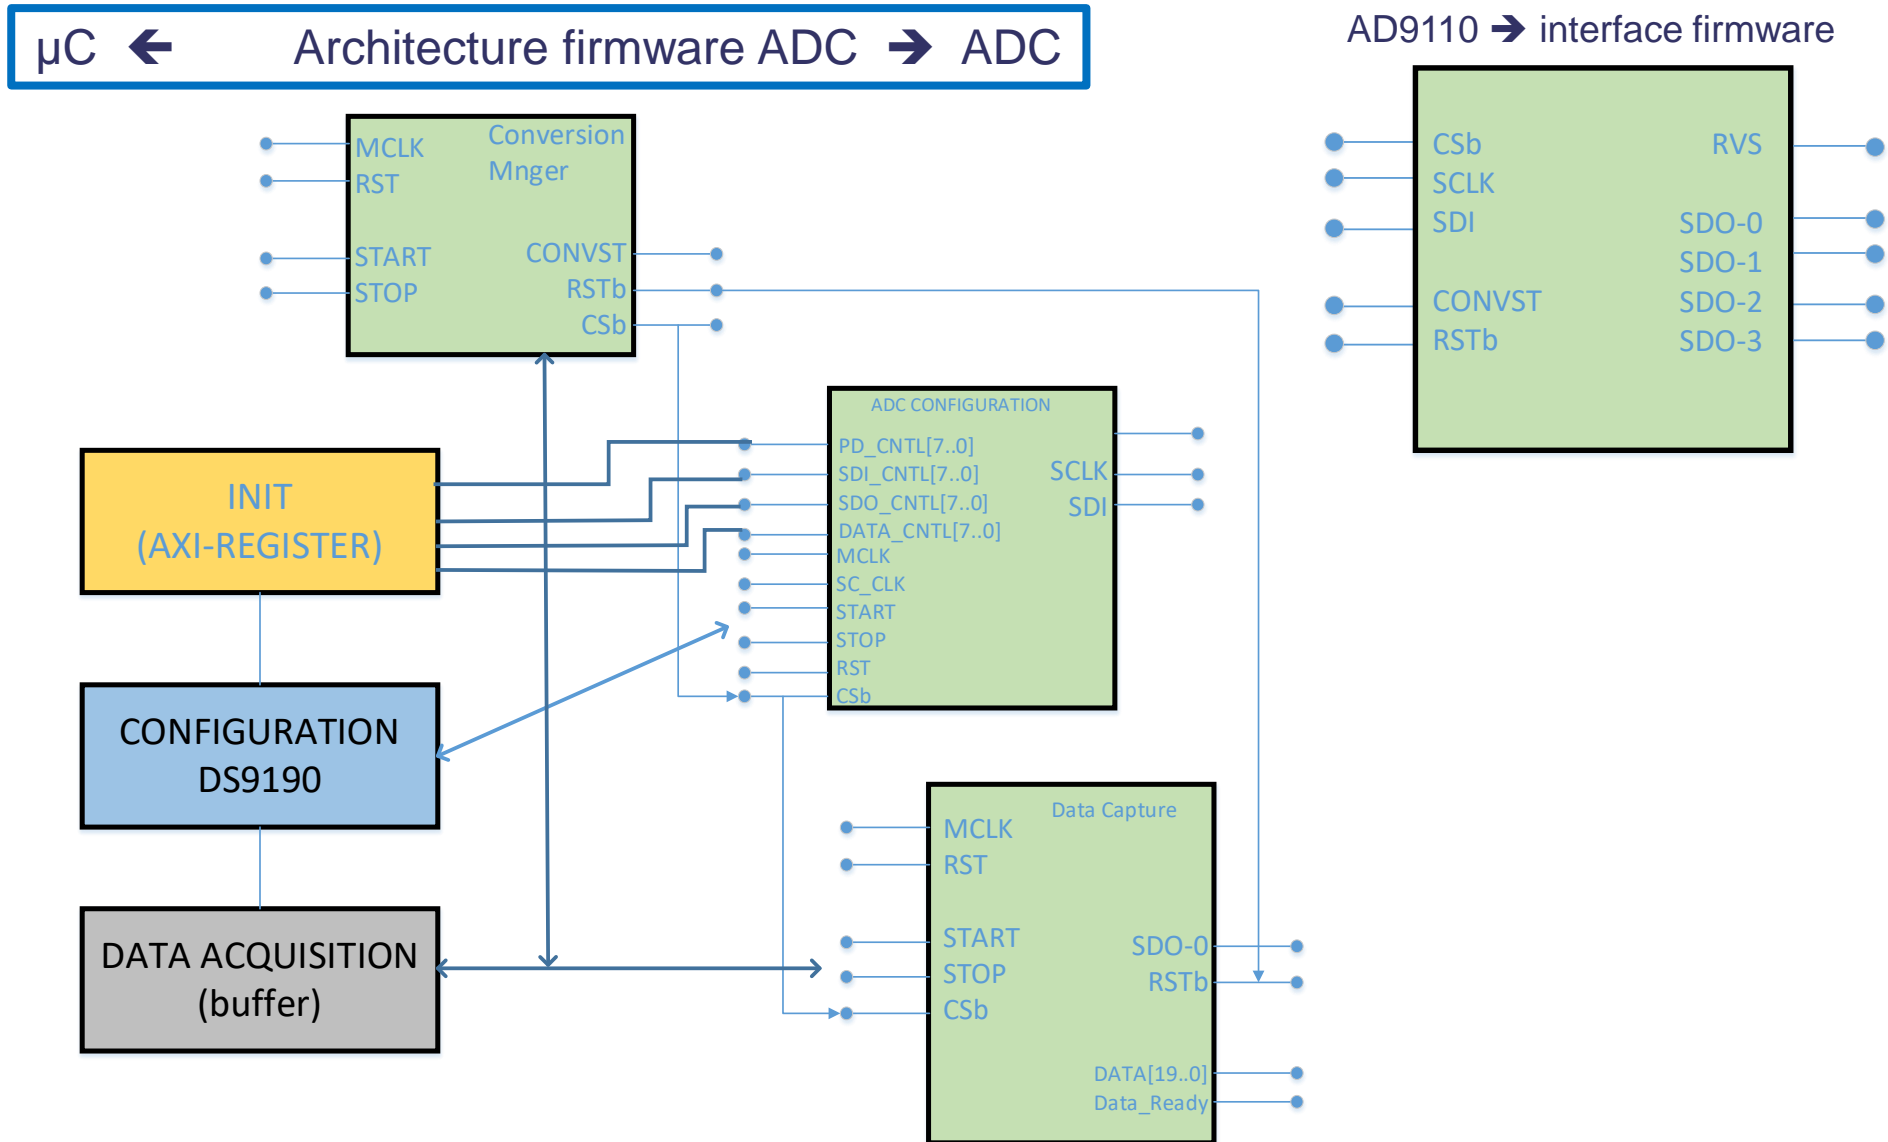 µC 🡸 Architecture firmware ADC 🡺 ADC
AD9110 🡺 interface firmware
Conversion
Mnger
MCLK
RST
START
STOP
CONVST
RSTb
CSb
CSb
SCLK
SDI
CONVST
RSTb
RVS
SDO-0
SDO-1
SDO-2
SDO-3
ADC CONFIGURATION
PD_CNTL[7..0]
SDI_CNTL[7..0]
SDO_CNTL[7..0]
DATA_CNTL[7..0]
MCLK
SC_CLK
START
STOP
RST
CSb
SCLK
SDI
INIT
(AXI-REGISTER)
CONFIGURATION
DS9190
DATA ACQUISITION
(buffer)
Data Capture
MCLK
RST
START
STOP
CSb
SDO-0
RSTb
DATA[19..0]
Data_Ready